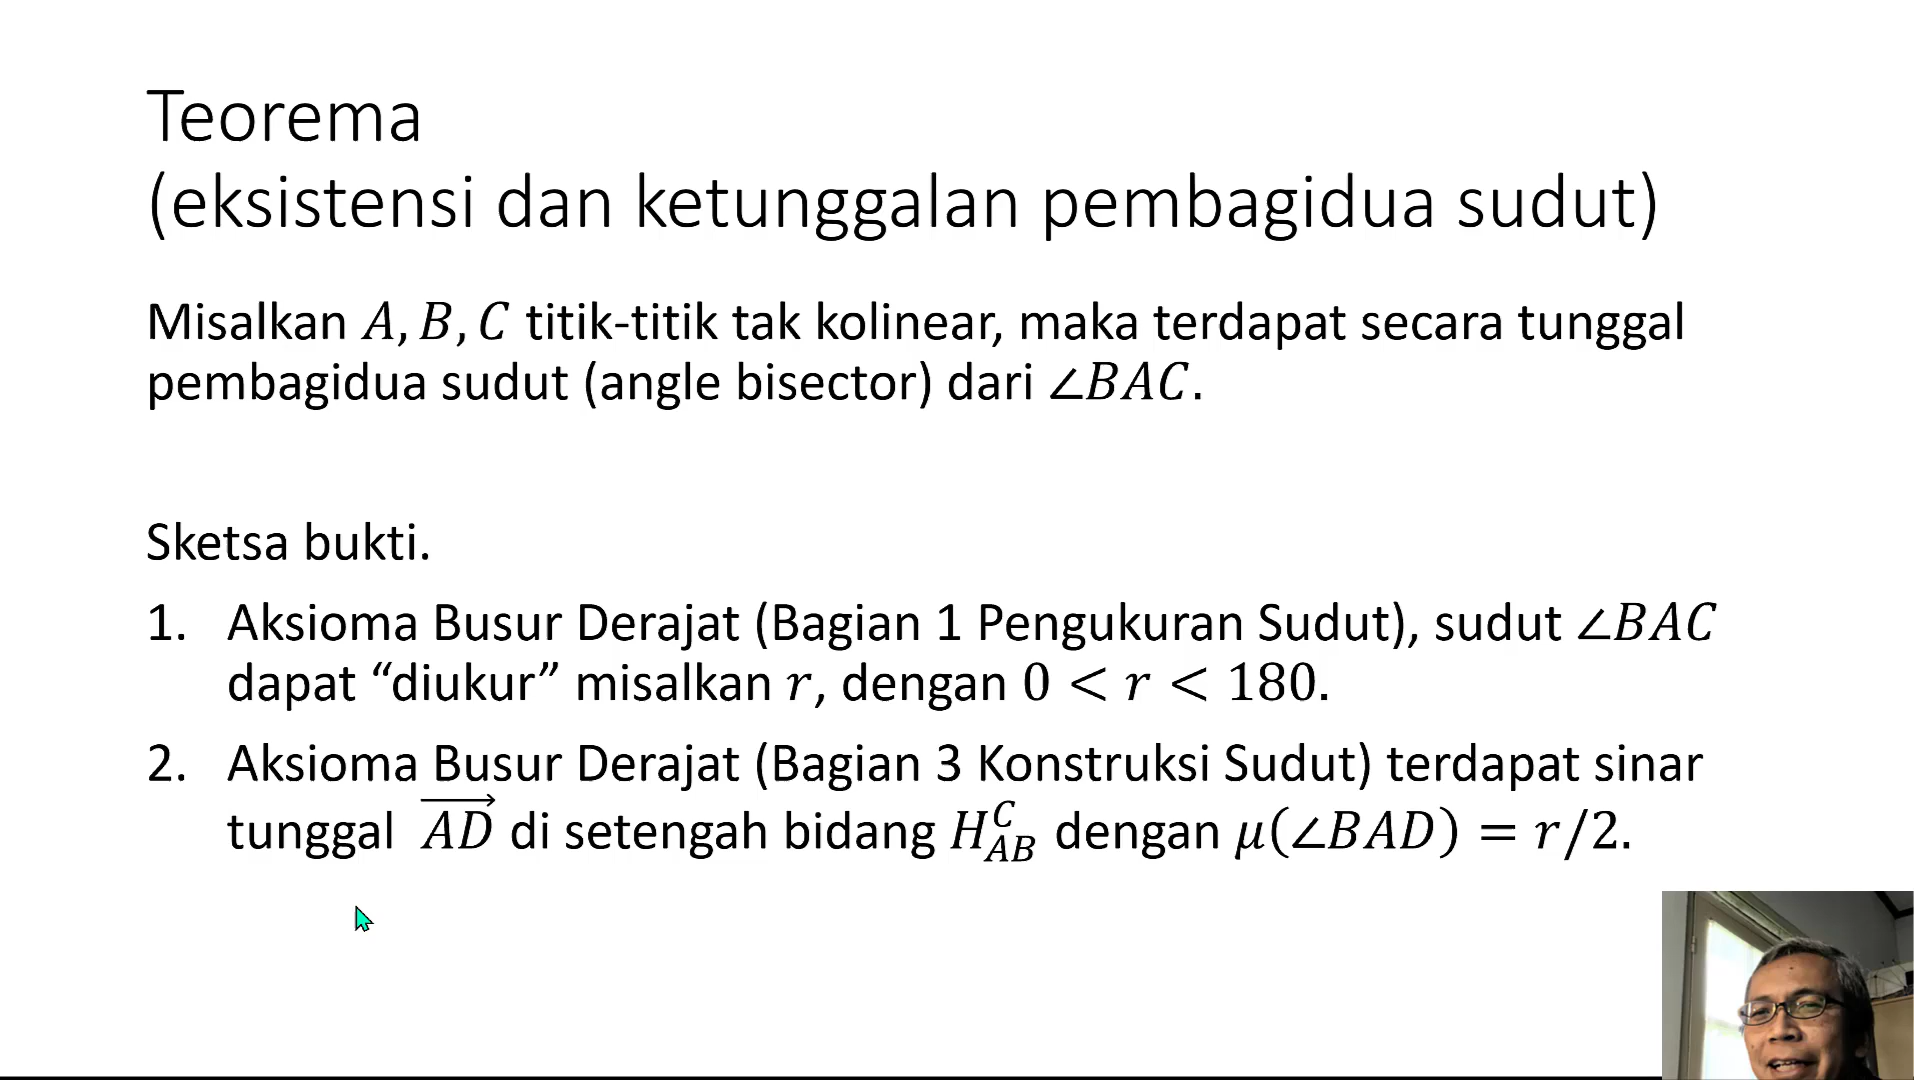 Teorema
(eksistensi dan ketunggalan pembagidua sudut)
Misalkan A, B, C titik-titik tak kolinear, maka terdapat secara tunggal
pembagidua sudut (angle bisector) dari ∠BAC.
Sketsa bukti.
1. Aksioma Busur Derajat (Bagian 1 Pengukuran Sudut), sudut ∠BAC
dapat “diukur” misalkan r, dengan 0 < r < 180.
2. Aksioma Busur Derajat (Bagian 3 Konstruksi Sudut) terdapat sinar
tunggal $\overrightarrow{AD}$ di setengah bidang $H_{AB}^{C}$ dengan μ(∠BAD) = r/2.